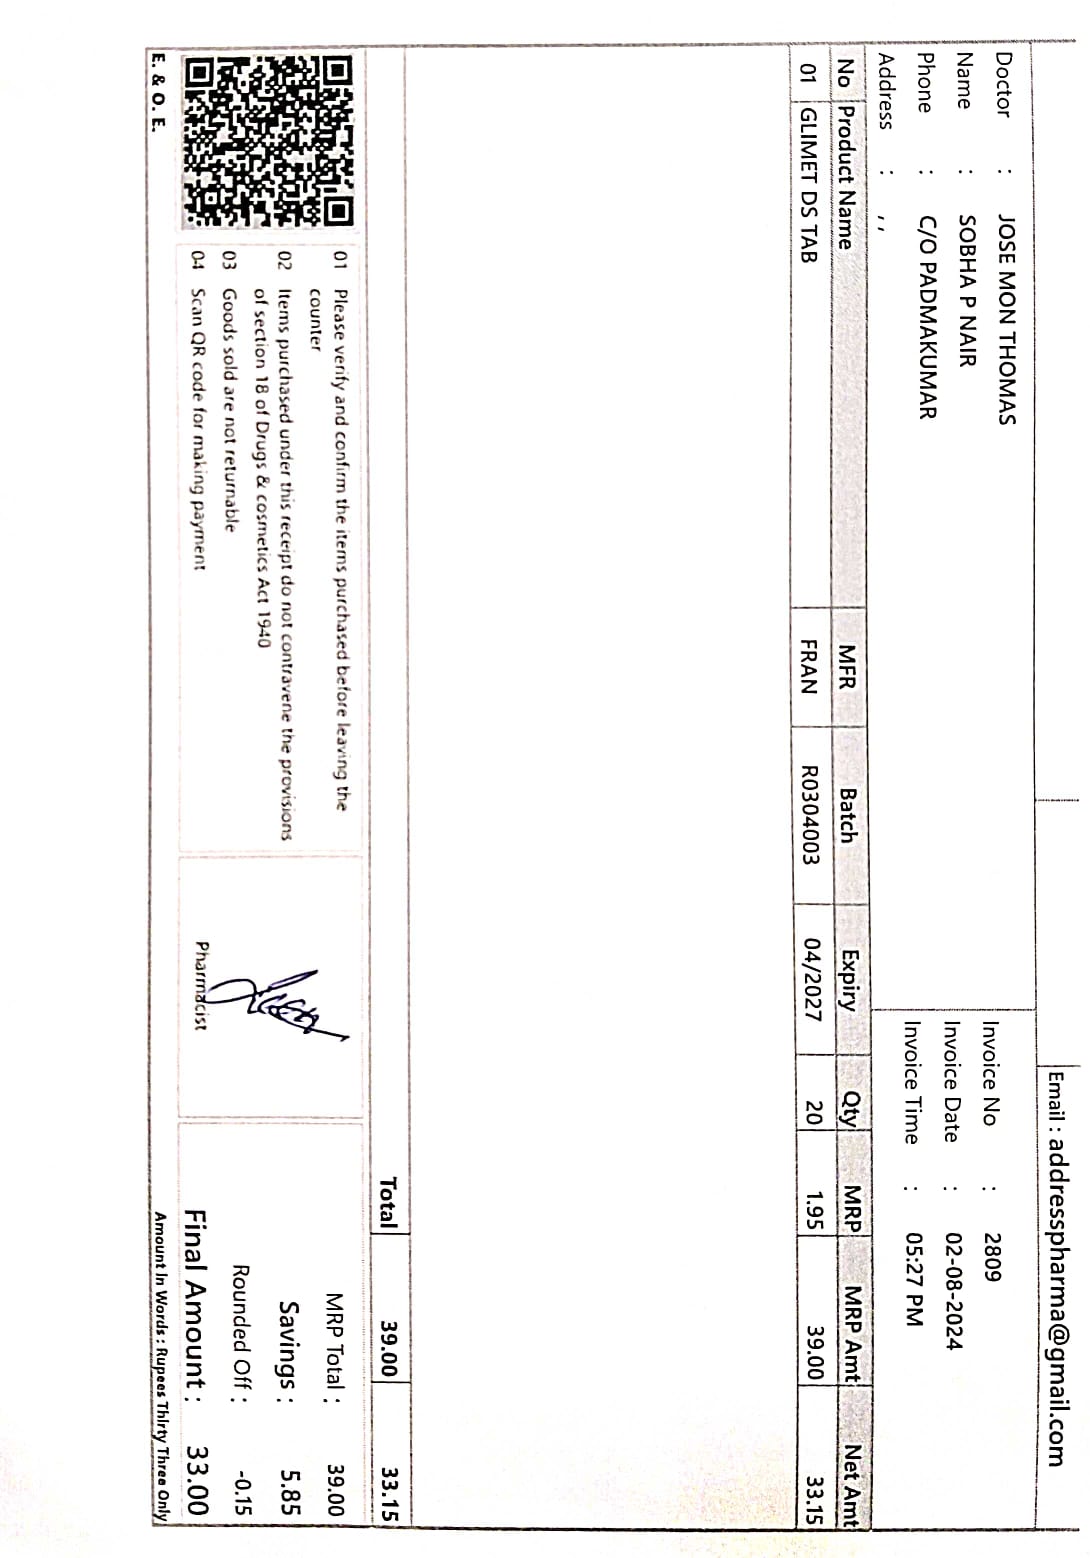 Email : addresspharma@gmail.com
Doctor : JOSE MON THOMAS
Name : SOBHA P NAIR
Phone : C/O PADMAKUMAR
Address : , ,
Invoice No : 2809
Invoice Date : 02-08-2024
Invoice Time : 05:27 PM
No Product Name MFR Batch Expiry Qty MRP MRP Amt Net Amt
01 GLIMET DS TAB FRAN R0304003 04/2027 20 1.95 39.00 33.15
Total 39.00 33.15
01 Please verify and confirm the items purchased before leaving the
counter
02 Items purchased under this receipt do not contravene the provisions
of section 18 of Drugs & cosmetics Act 1940
03 Goods sold are not returnable
04 Scan QR code for making payment
Pharmacist
MRP Total : 39.00
Savings : 5.85
Rounded Off : -0.15
Final Amount : 33.00
E. & O. E.
Amount In Words : Rupees Thirty Three Only